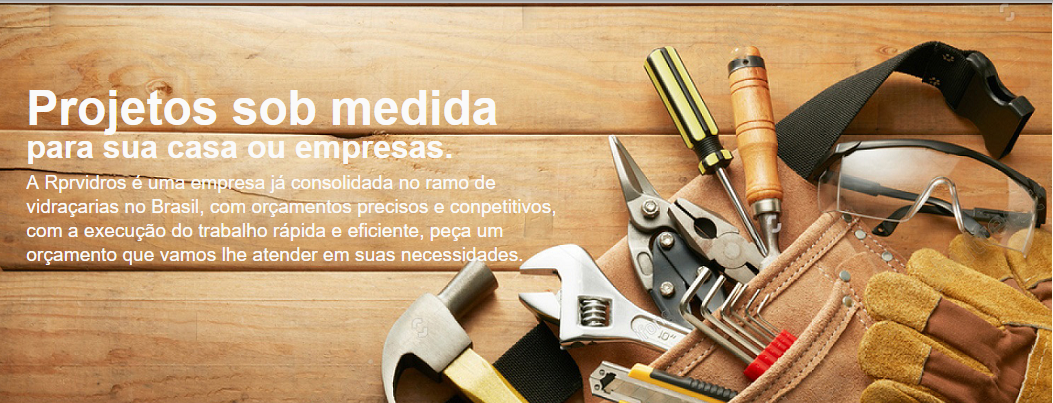 Projetos sob medida
para sua casa ou empresas.
A Rprvidros é uma empresa já consolidada no ramo de
vidraçarias no Brasil, com orçamentos precisos e conpetitivos,
com a execução do trabalho rápida e eficiente, peça um
orçamento que vamos lhe atender em suas necessidades.
10"